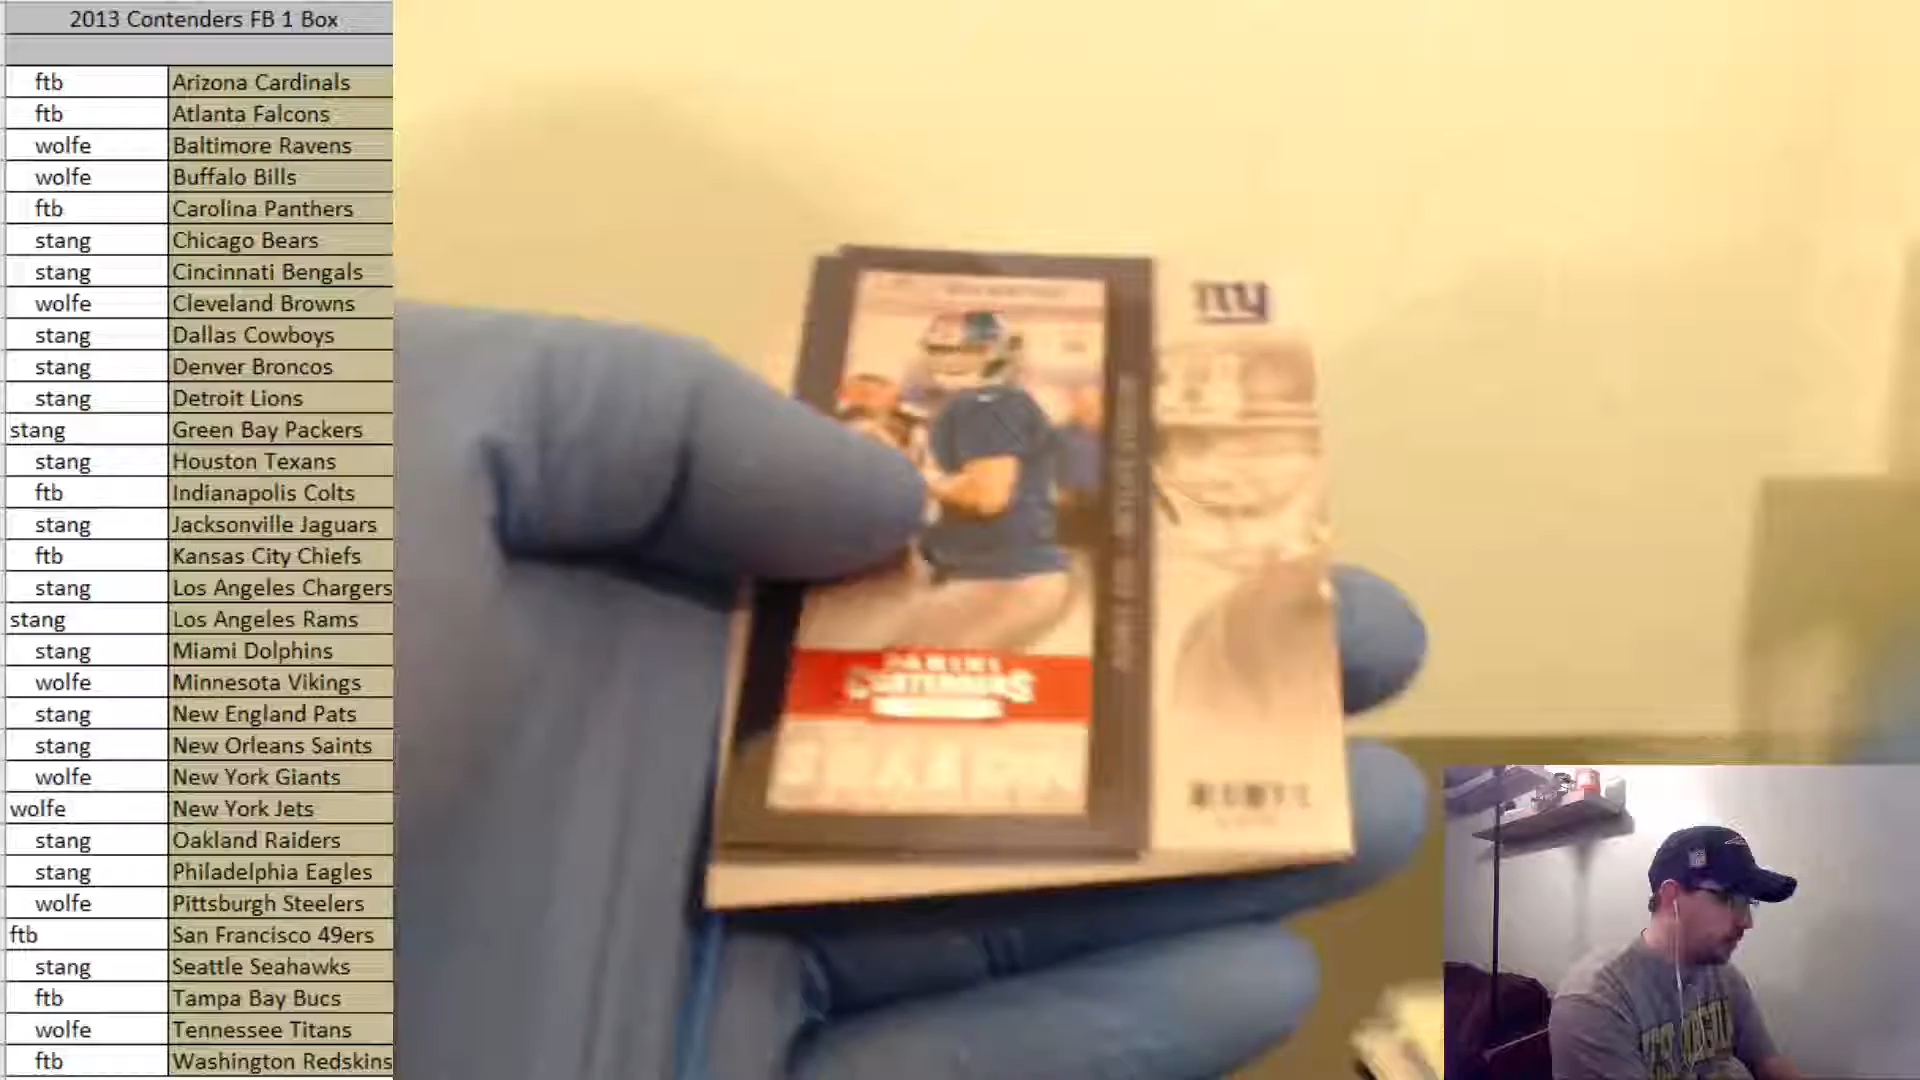 2013 Contenders FB 1 Box
ftb Arizona Cardinals
ftb Atlanta Falcons
wolfe Baltimore Ravens
wolfe Buffalo Bills
ftb Carolina Panthers
stang Chicago Bears
stang Cincinnati Bengals
wolfe Cleveland Browns
stang Dallas Cowboys
stang Denver Broncos
stang Detroit Lions
stang Green Bay Packers
stang Houston Texans
ftb Indianapolis Colts
stang Jacksonville Jaguars
ftb Kansas City Chiefs
stang Los Angeles Chargers
stang Los Angeles Rams
stang Miami Dolphins
wolfe Minnesota Vikings
stang New England Pats
stang New Orleans Saints
wolfe New York Giants
wolfe New York Jets
stang Oakland Raiders
stang Philadelphia Eagles
wolfe Pittsburgh Steelers
ftb San Francisco 49ers
stang Seattle Seahawks
ftb Tampa Bay Bucs
wolfe Tennessee Titans
ftb Washington Redskins
ny
PANINI
CONTENDERS
SEASON